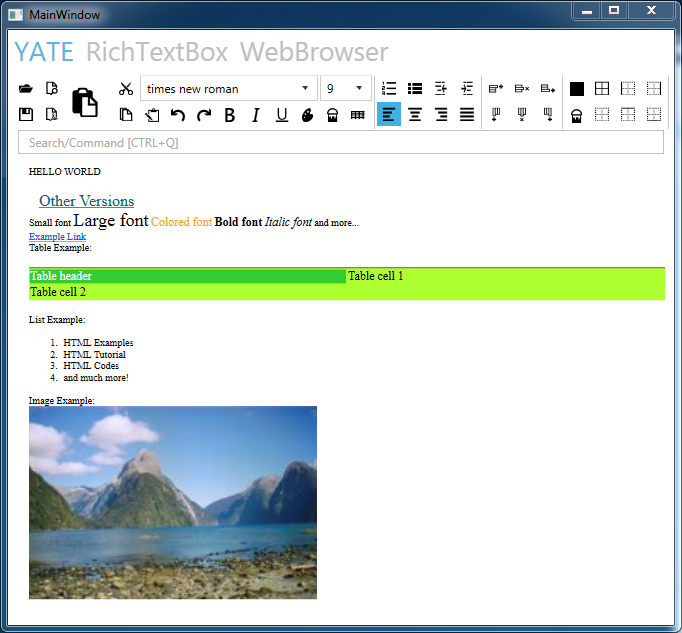 MainWindow
YATE RichTextBox WebBrowser
times new roman 9
B I U
Search/Command [CTRL+Q]
HELLO WORLD
Other Versions
Small font Large font Colored font Bold font Italic font and more...
Example Link
Table Example:
Table header Table cell 1
Table cell 2
List Example:
1. HTML Examples
2. HTML Tutorial
3. HTML Codes
4. and much more!
Image Example: